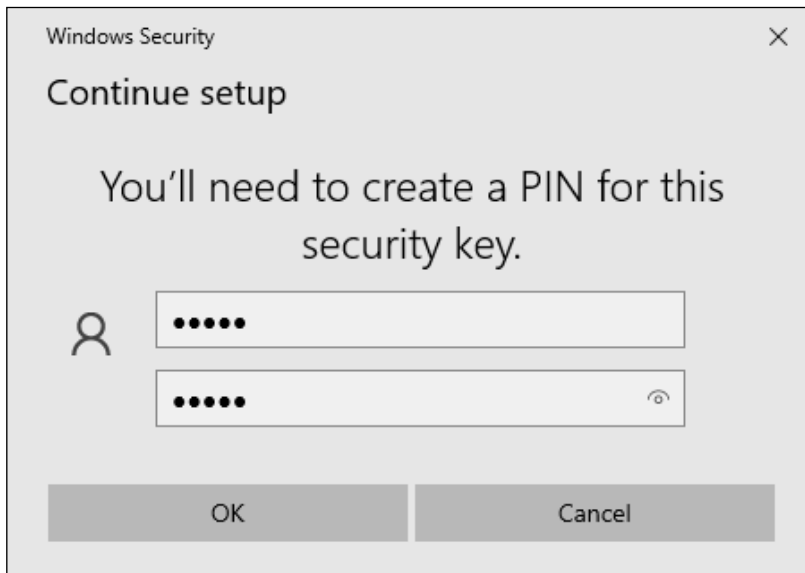 Windows Security
Continue setup
You’ll need to create a PIN for this
security key.
●●●●●
●●●●●
OK
Cancel